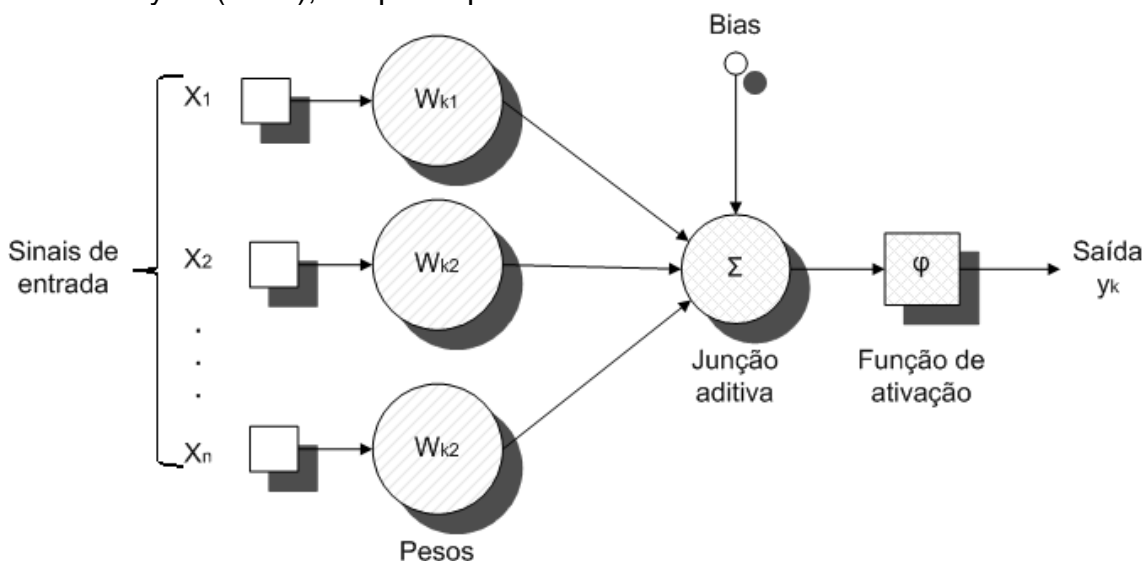 Bias
X1
Wk1
Sinais de
entrada
X2
Wk2
Σ
φ
Saída
yk
Junção
aditiva
Função de
ativação
.
.
.
Xn
Wk2
Pesos